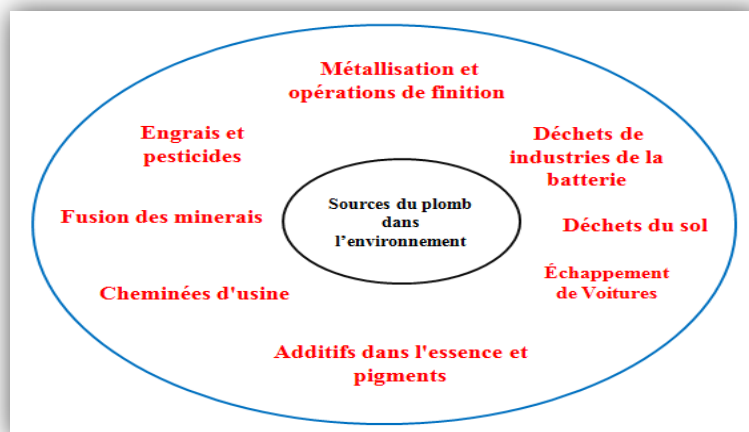 Métallisation et
opérations de finition
Engrais et
pesticides
Déchets de
industries de la
batterie
Sources du plomb
dans
l'environnement
Fusion des minerais
Déchets du sol
Échappement
de Voitures
Cheminées d'usine
Additifs dans l'essence et
pigments